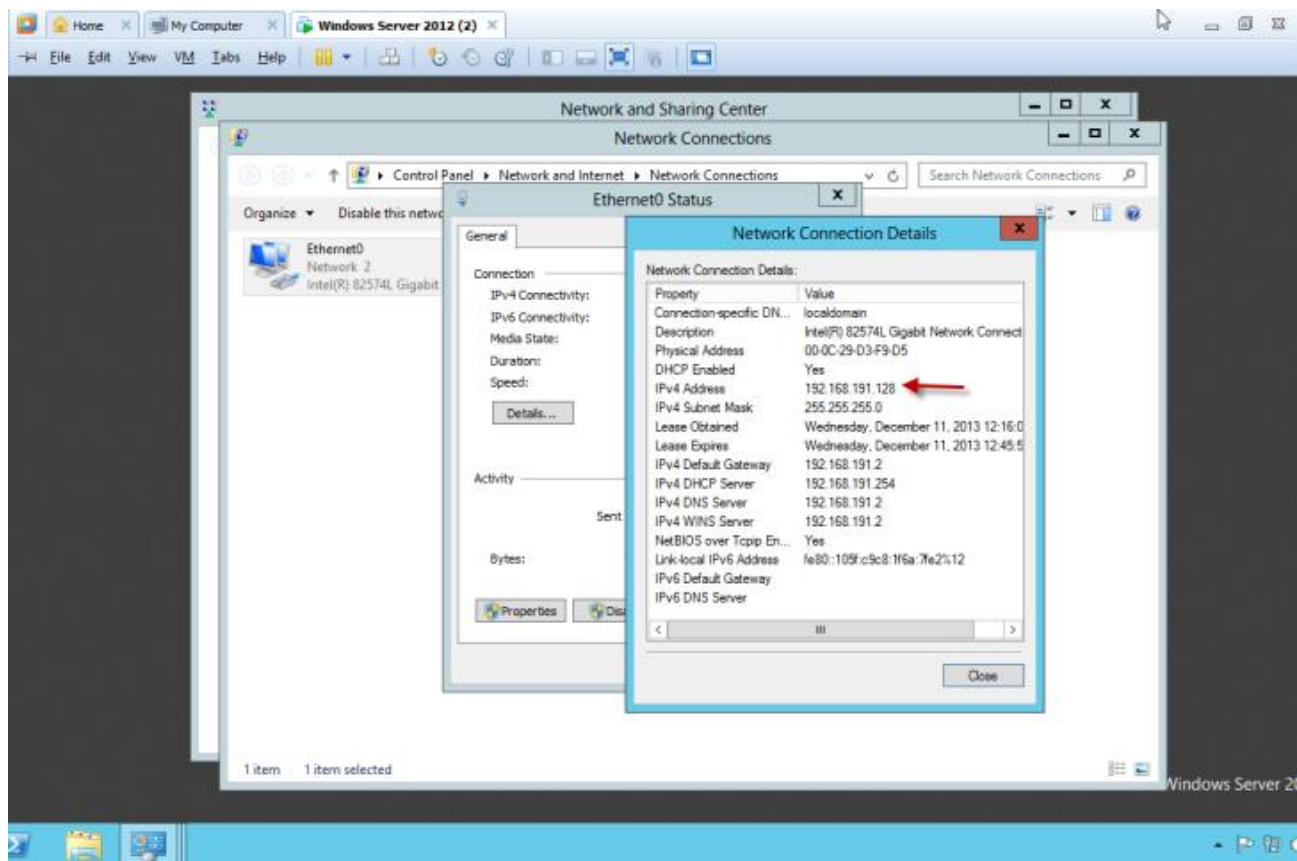 Home My Computer Windows Server 2012 (2)
File Edit View VM Tabs Help
Network and Sharing Center
Network Connections
Control Panel Network and Internet Network Connections Search Network Connections
Organize Disable this netwo
Ethernet0 Status
Network Connection Details
Ethernet0
Network 2
Intel(R) 82574L Gigabit
General
Connection
IPv4 Connectivity:
IPv6 Connectivity:
Media State:
Duration:
Speed:
Details...
Activity
Sent
Bytes:
Properties Disa
Network Connection Details:
Property Value
Connection-specific DN... localdomain
Description Intel(R) 82574L Gigabit Network Connect
Physical Address 00-0C-29-D3-F9-D5
DHCP Enabled Yes
IPv4 Address 192.168.191.128
IPv4 Subnet Mask 255.255.255.0
Lease Obtained Wednesday, December 11, 2013 12:16:0
Lease Expires Wednesday, December 11, 2013 12:45:5
IPv4 Default Gateway 192.168.191.2
IPv4 DHCP Server 192.168.191.254
IPv4 DNS Server 192.168.191.2
IPv4 WINS Server 192.168.191.2
NetBIOS over Tcpip En... Yes
Link-local IPv6 Address fe80::105f:c9c8:1f6a:7fe2%12
IPv6 Default Gateway
IPv6 DNS Server
Close
1 item 1 item selected
Windows Server 20